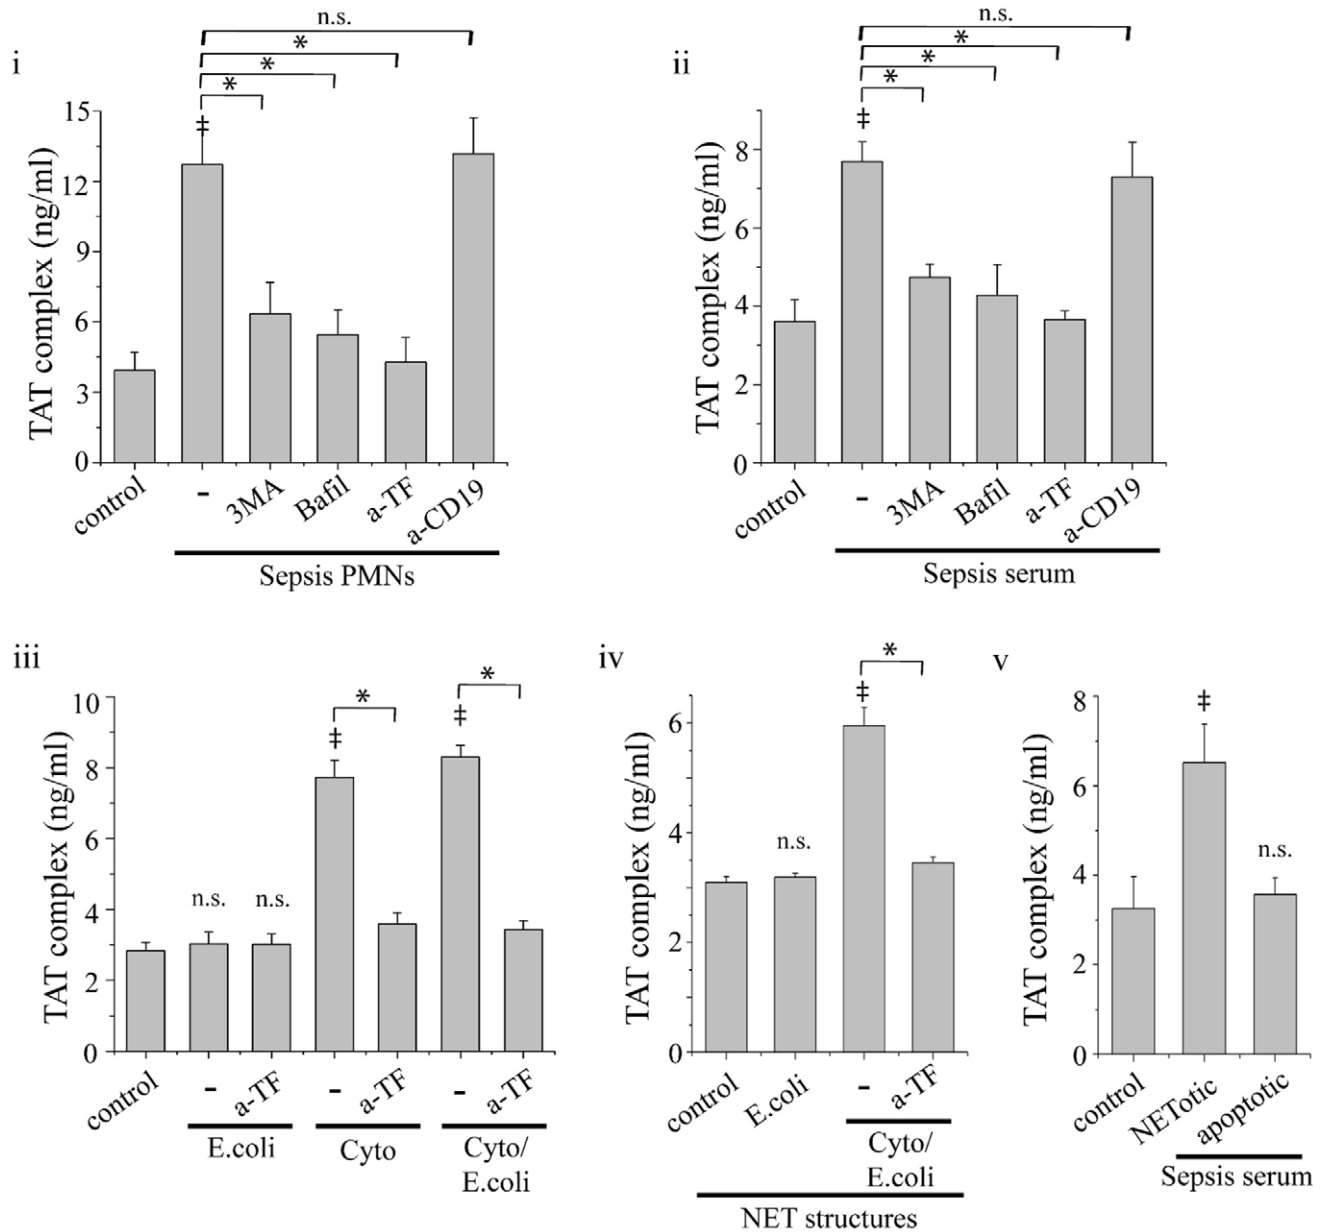 i
n.s.
*
*
*
‡
TAT complex (ng/ml)
15
12
9
6
3
0
control
-
3MA
Bafil
a-TF
a-CD19
Sepsis PMNs
ii
n.s.
*
*
*
‡
TAT complex (ng/ml)
8
6
4
2
0
control
-
3MA
Bafil
a-TF
a-CD19
Sepsis serum
iii
*
*
‡
‡
n.s.
n.s.
TAT complex (ng/ml)
10
8
6
4
2
0
control
-
a-TF
-
a-TF
-
a-TF
E.coli
Cyto
Cyto/
E.coli
iv
*
‡
n.s.
TAT complex (ng/ml)
6
4
2
0
control
E.coli
-
a-TF
Cyto/
E.coli
NET structures
v
‡
n.s.
TAT complex (ng/ml)
8
6
4
2
0
control
NETotic
apoptotic
Sepsis serum